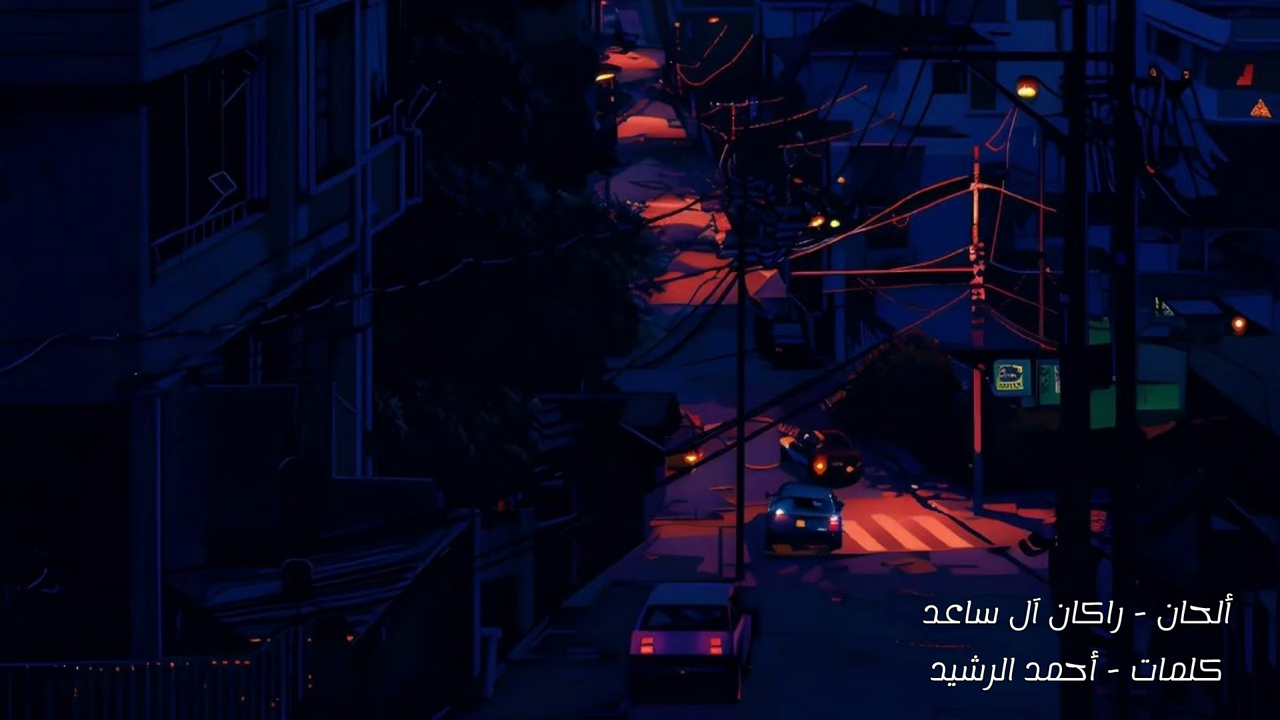 ألحان - راكان آل ساعد
كلمات - أحمد الرشيد